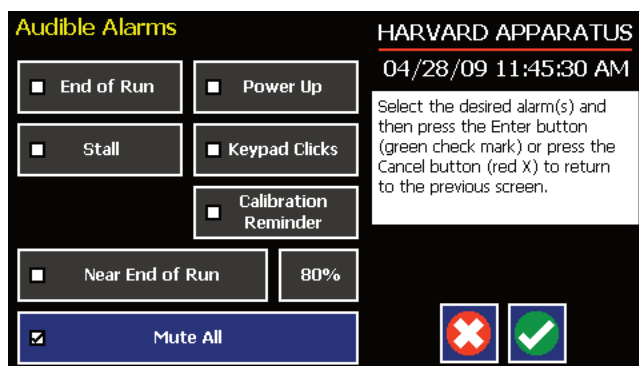 Audible Alarms
End of Run
Power Up
Stall
Keypad Clicks
Calibration
Reminder
Near End of Run
80%
Mute All
HARVARD APPARATUS
04/28/09 11:45:30 AM
Select the desired alarm(s) and
then press the Enter button
(green check mark) or press the
Cancel button (red X) to return
to the previous screen.